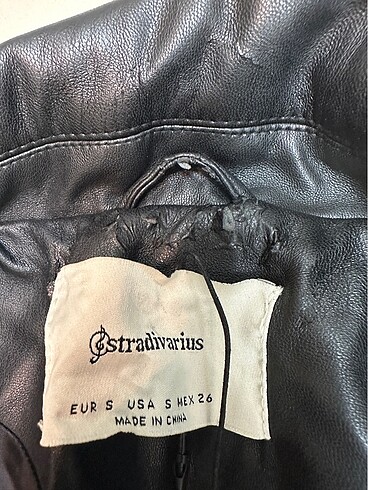 stradivarius
EUR S USA S MEX 26
MADE IN CHINA